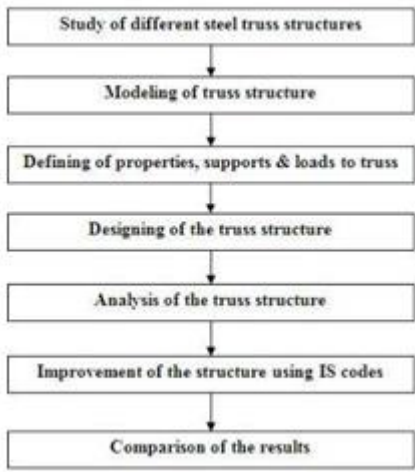 Study of different steel truss structures
Modeling of truss structure
Defining of properties, supports & loads to truss
Designing of the truss structure
Analysis of the truss structure
Improvement of the structure using IS codes
Comparison of the results